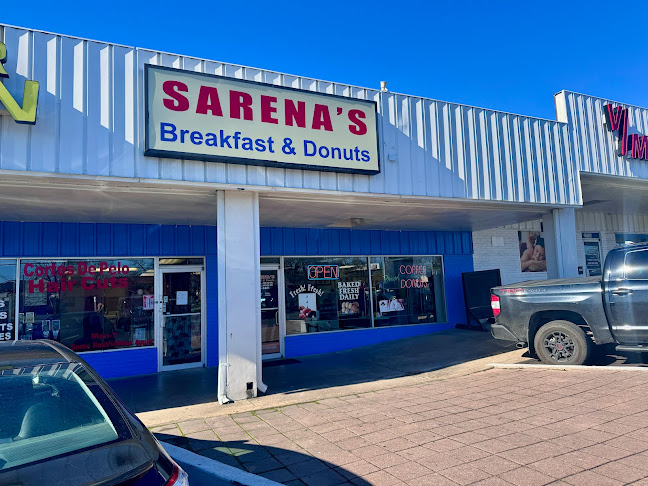 SARENA'S
Breakfast & Donuts
Cortes De Pelo
Hair Cuts
OPEN
Fresh Fresh
BAKED
FRESH
DAILY
COFFEE
DONUTS